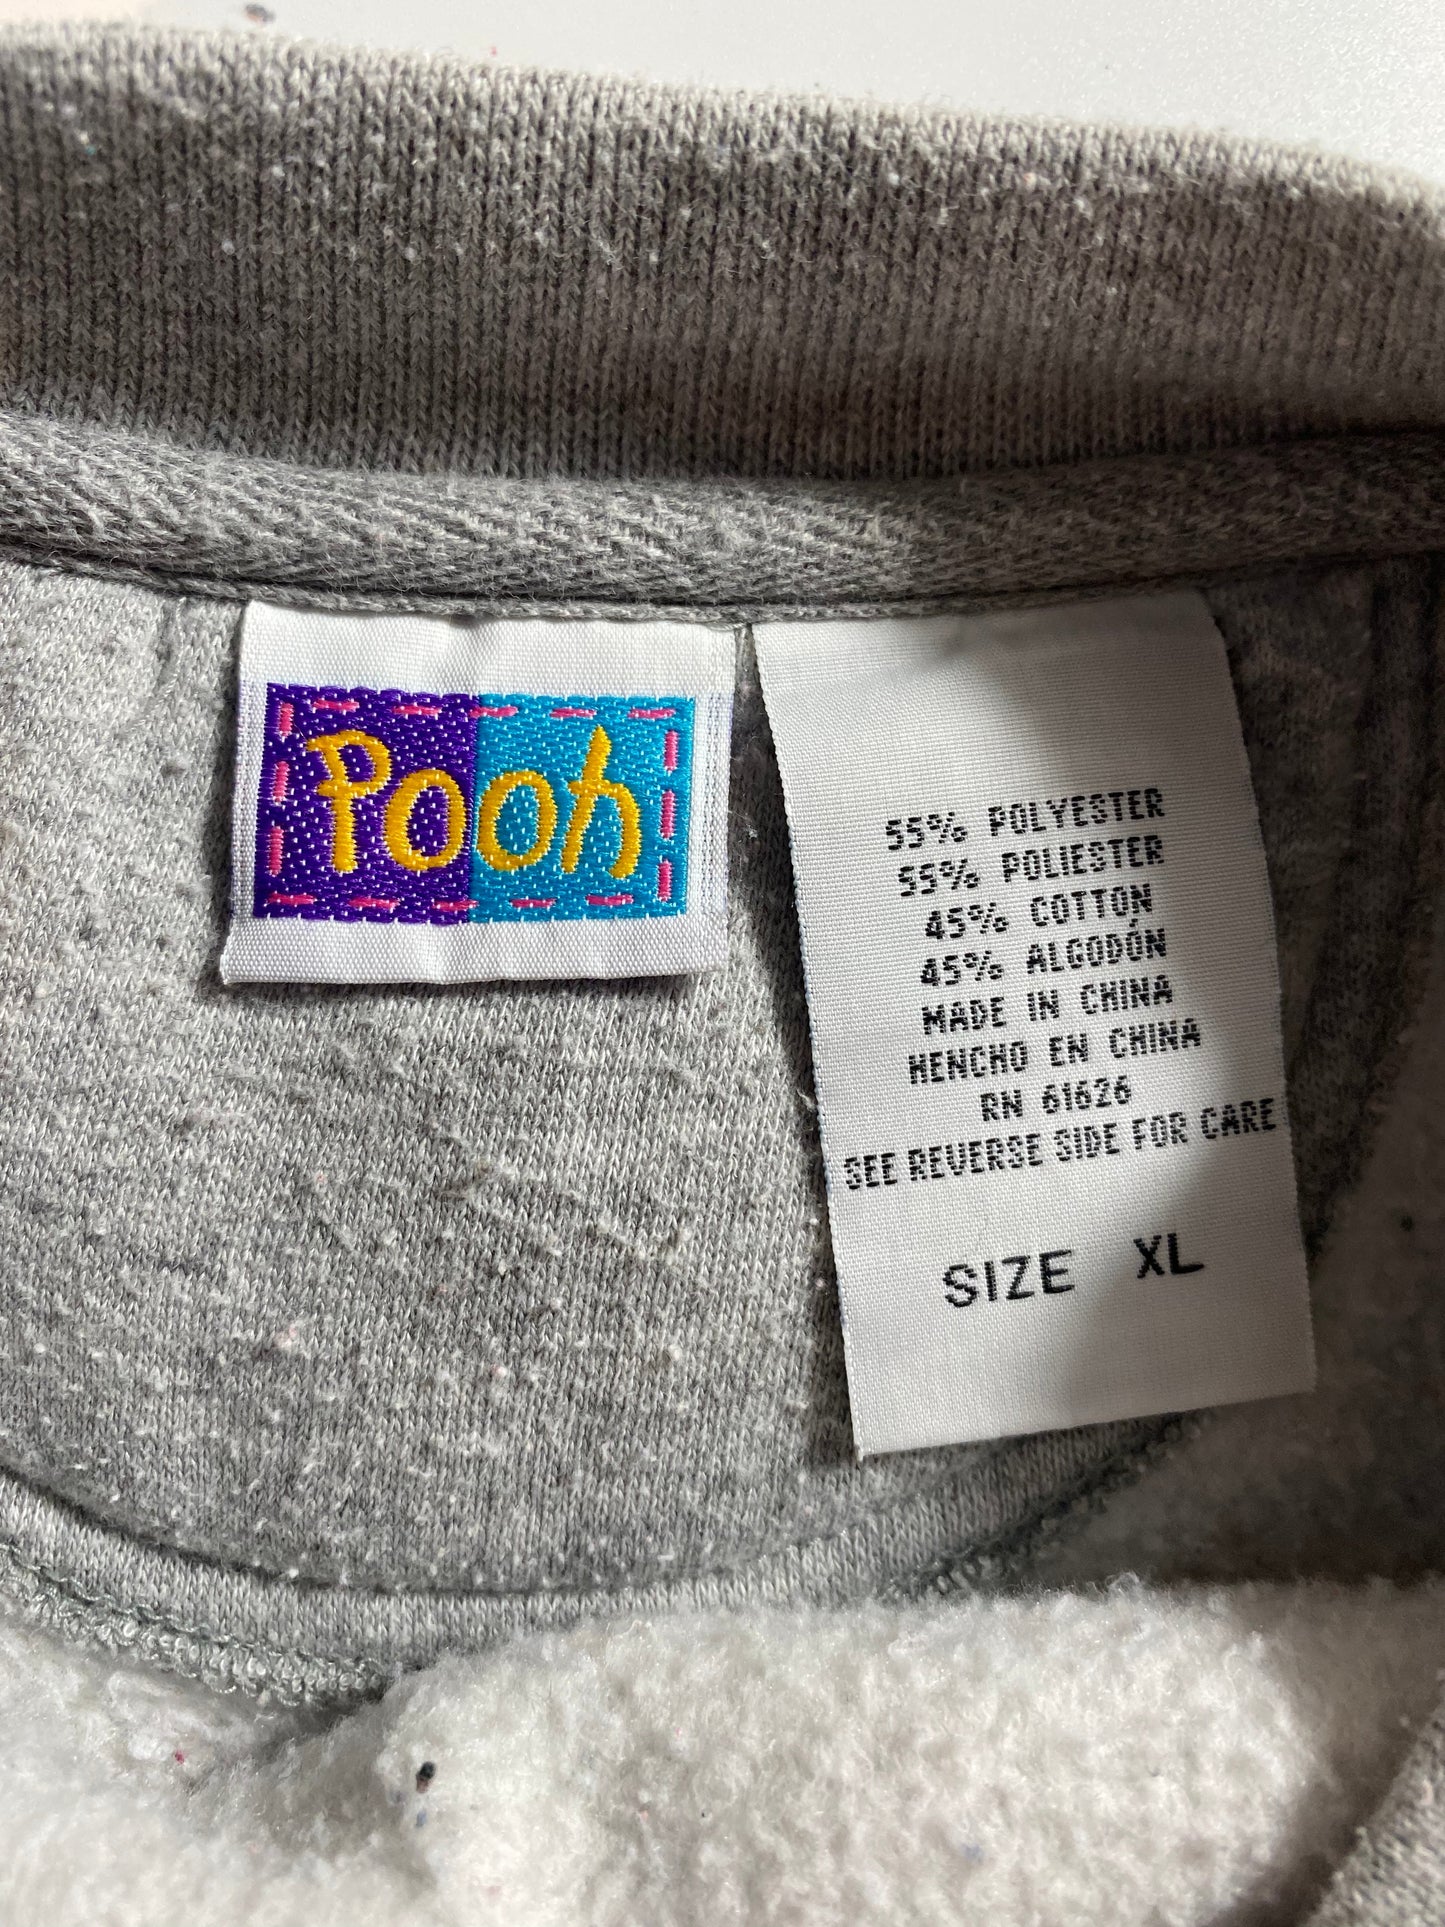 Pooh
55% POLYESTER
55% POLIESTER
45% COTTON
45% ALGODÓN
MADE IN CHINA
HENCHO EN CHINA
RN 61626
SEE REVERSE SIDE FOR CARE
SIZE XL